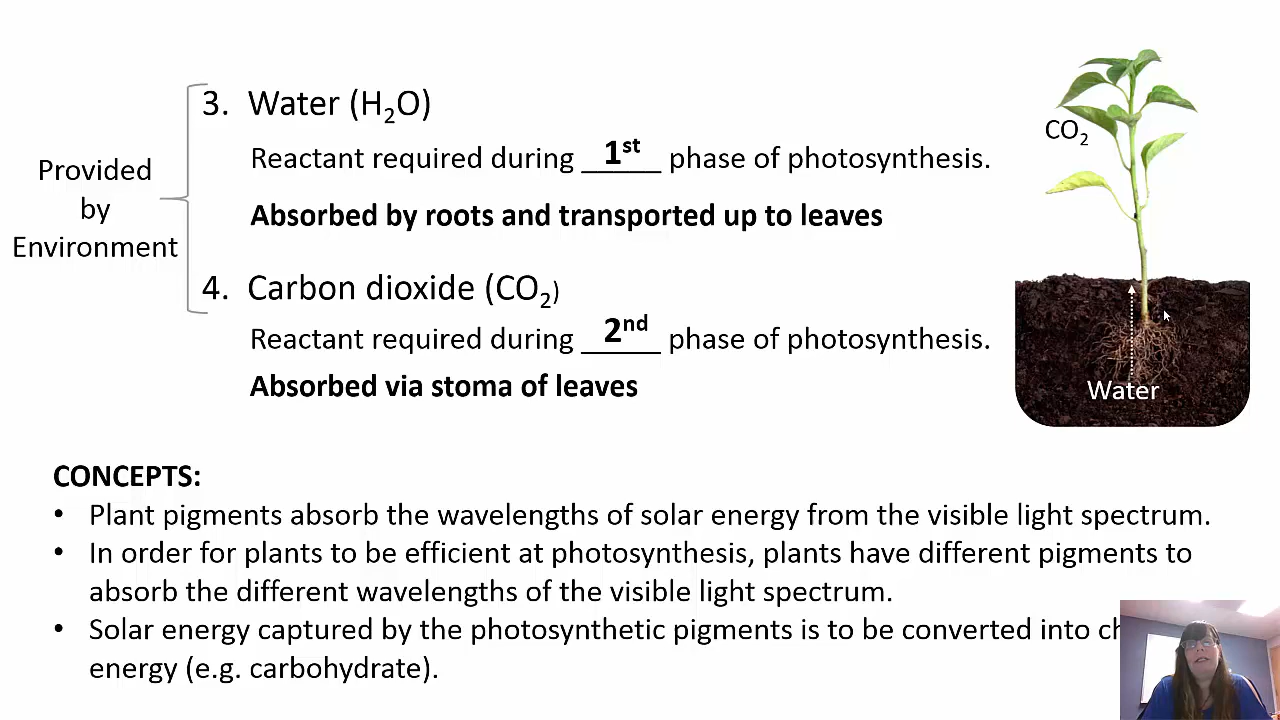 3. Water (H₂O)
Reactant required during 1st phase of photosynthesis.
Absorbed by roots and transported up to leaves
Provided
by
Environment
4. Carbon dioxide (CO₂)
Reactant required during 2nd phase of photosynthesis.
Absorbed via stoma of leaves
CO₂
Water
CONCEPTS:
• Plant pigments absorb the wavelengths of solar energy from the visible light spectrum.
• In order for plants to be efficient at photosynthesis, plants have different pigments to
absorb the different wavelengths of the visible light spectrum.
• Solar energy captured by the photosynthetic pigments is to be converted into
energy (e.g. carbohydrate).